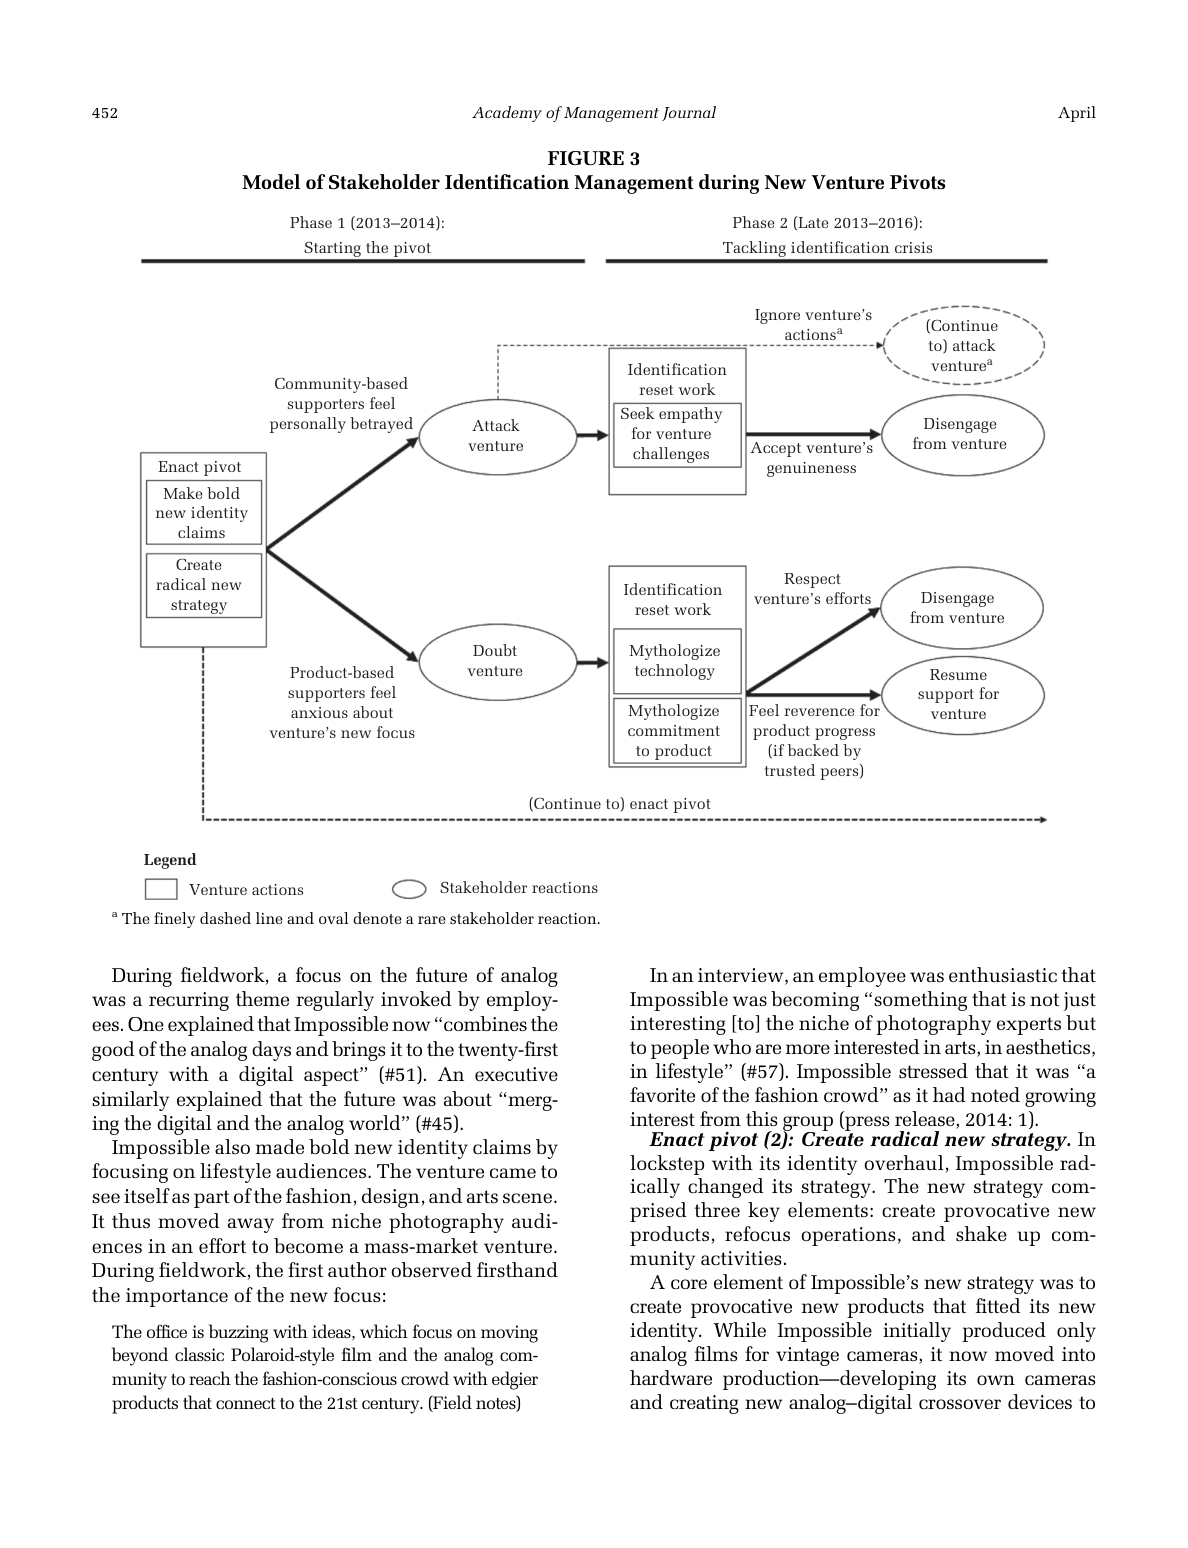 452
Academy of Management Journal
April
FIGURE 3
Model of Stakeholder Identification Management during New Venture Pivots
Phase 1 (2013–2014):
Starting the pivot
Phase 2 (Late 2013–2016):
Tackling identification crisis
Ignore venture’s
actionsᵃ
(Continue
to) attack
ventureᵃ
Community-based
supporters feel
personally betrayed
Attack
venture
Identification
reset work
Seek empathy
for venture
challenges
Accept venture’s
genuineness
Disengage
from venture
Enact pivot
Make bold
new identity
claims
Create
radical new
strategy
Product-based
supporters feel
anxious about
venture’s new focus
Doubt
venture
Identification
reset work
Mythologize
technology
Mythologize
commitment
to product
Respect
venture’s efforts
Disengage
from venture
Feel reverence for
product progress
(if backed by
trusted peers)
Resume
support for
venture
(Continue to) enact pivot
Legend
Venture actions
Stakeholder reactions
ᵃ The finely dashed line and oval denote a rare stakeholder reaction.
During fieldwork, a focus on the future of analog
was a recurring theme regularly invoked by employ-
ees. One explained that Impossible now “combines the
good of the analog days and brings it to the twenty-first
century with a digital aspect” (#51). An executive
similarly explained that the future was about “merg-
ing the digital and the analog world” (#45).
Impossible also made bold new identity claims by
focusing on lifestyle audiences. The venture came to
see itself as part of the fashion, design, and arts scene.
It thus moved away from niche photography audi-
ences in an effort to become a mass-market venture.
During fieldwork, the first author observed firsthand
the importance of the new focus:
The office is buzzing with ideas, which focus on moving
beyond classic Polaroid-style film and the analog com-
munity to reach the fashion-conscious crowd with edgier
products that connect to the 21st century. (Field notes)
In an interview, an employee was enthusiastic that
Impossible was becoming “something that is not just
interesting [to] the niche of photography experts but
to people who are more interested in arts, in aesthetics,
in lifestyle” (#57). Impossible stressed that it was “a
favorite of the fashion crowd” as it had noted growing
interest from this group (press release, 2014: 1).
Enact pivot (2): Create radical new strategy. In
lockstep with its identity overhaul, Impossible rad-
ically changed its strategy. The new strategy com-
prised three key elements: create provocative new
products, refocus operations, and shake up com-
munity activities.
A core element of Impossible’s new strategy was to
create provocative new products that fitted its new
identity. While Impossible initially produced only
analog films for vintage cameras, it now moved into
hardware production—developing its own cameras
and creating new analog–digital crossover devices to